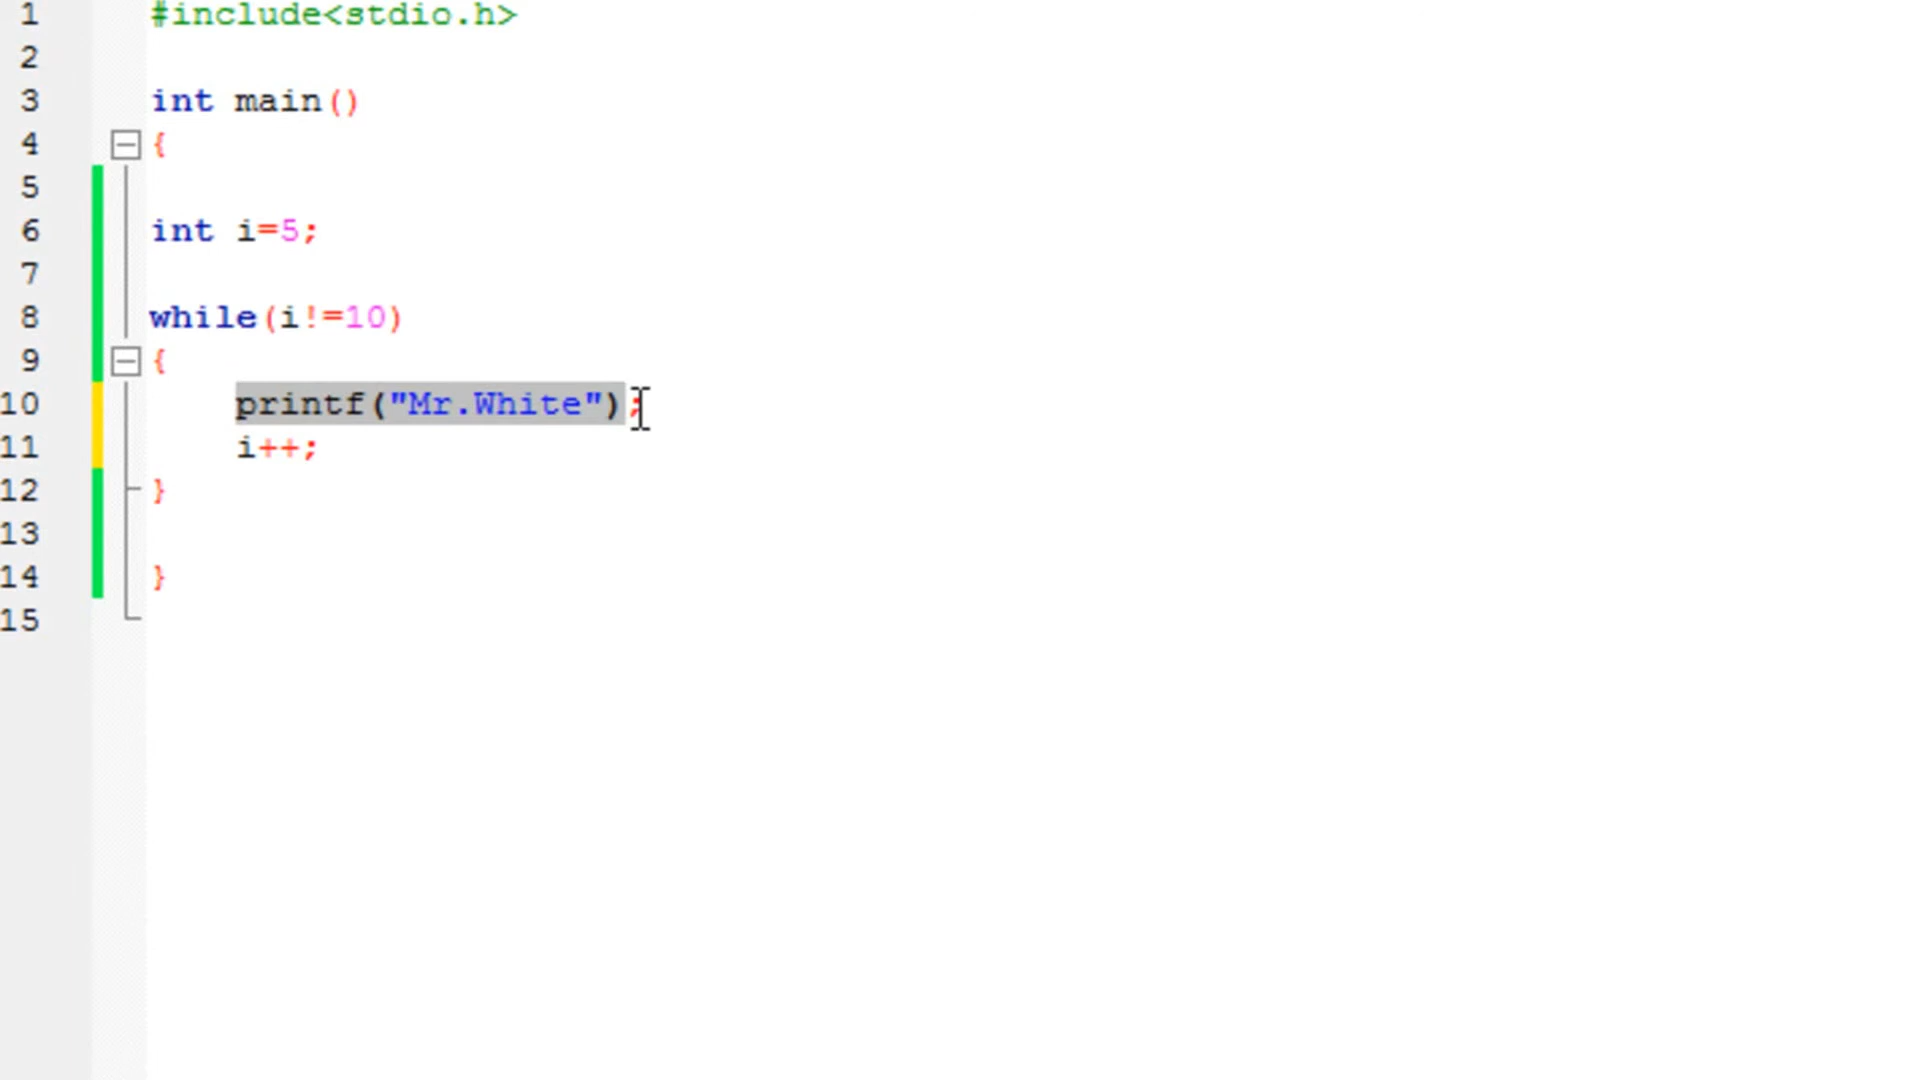 1 #include<stdio.h>
2
3 int main()
4 {
5
6 int i=5;
7
8 while(i!=10)
9 {
10 printf("Mr.White");
11 i++;
12 }
13
14 }
15